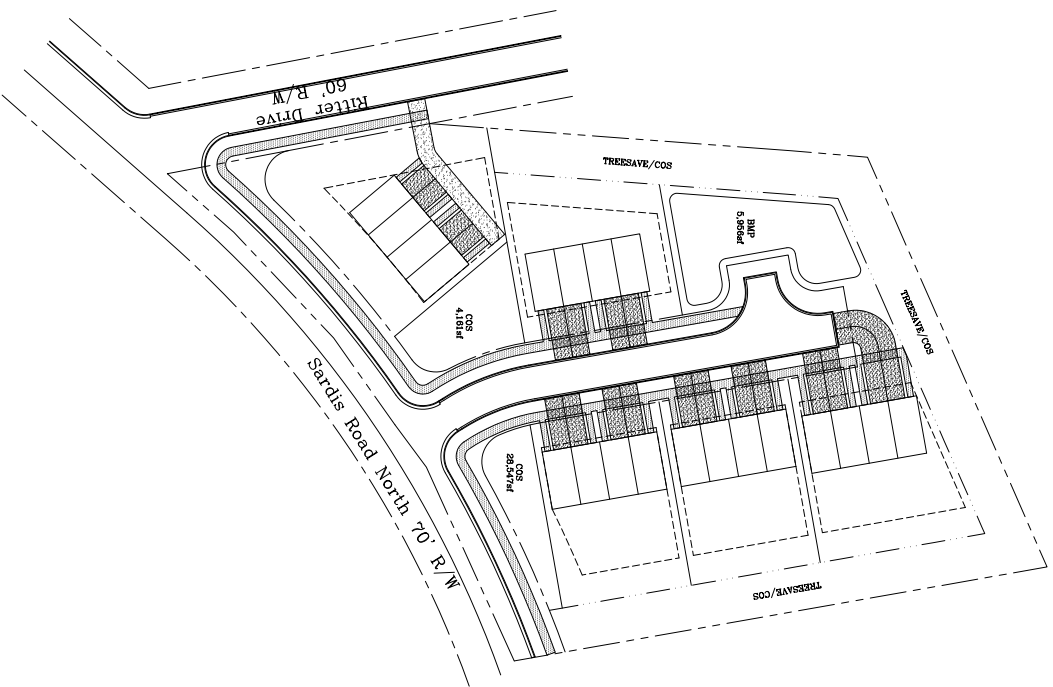 Ritter Drive
60' R/W
TREESAVE/COS
BMP
5,956sf
TREESAVE/COS
COS
4,161sf
Sardis Road North 70' R/W
COS
28,547sf
TREESAVE/COS